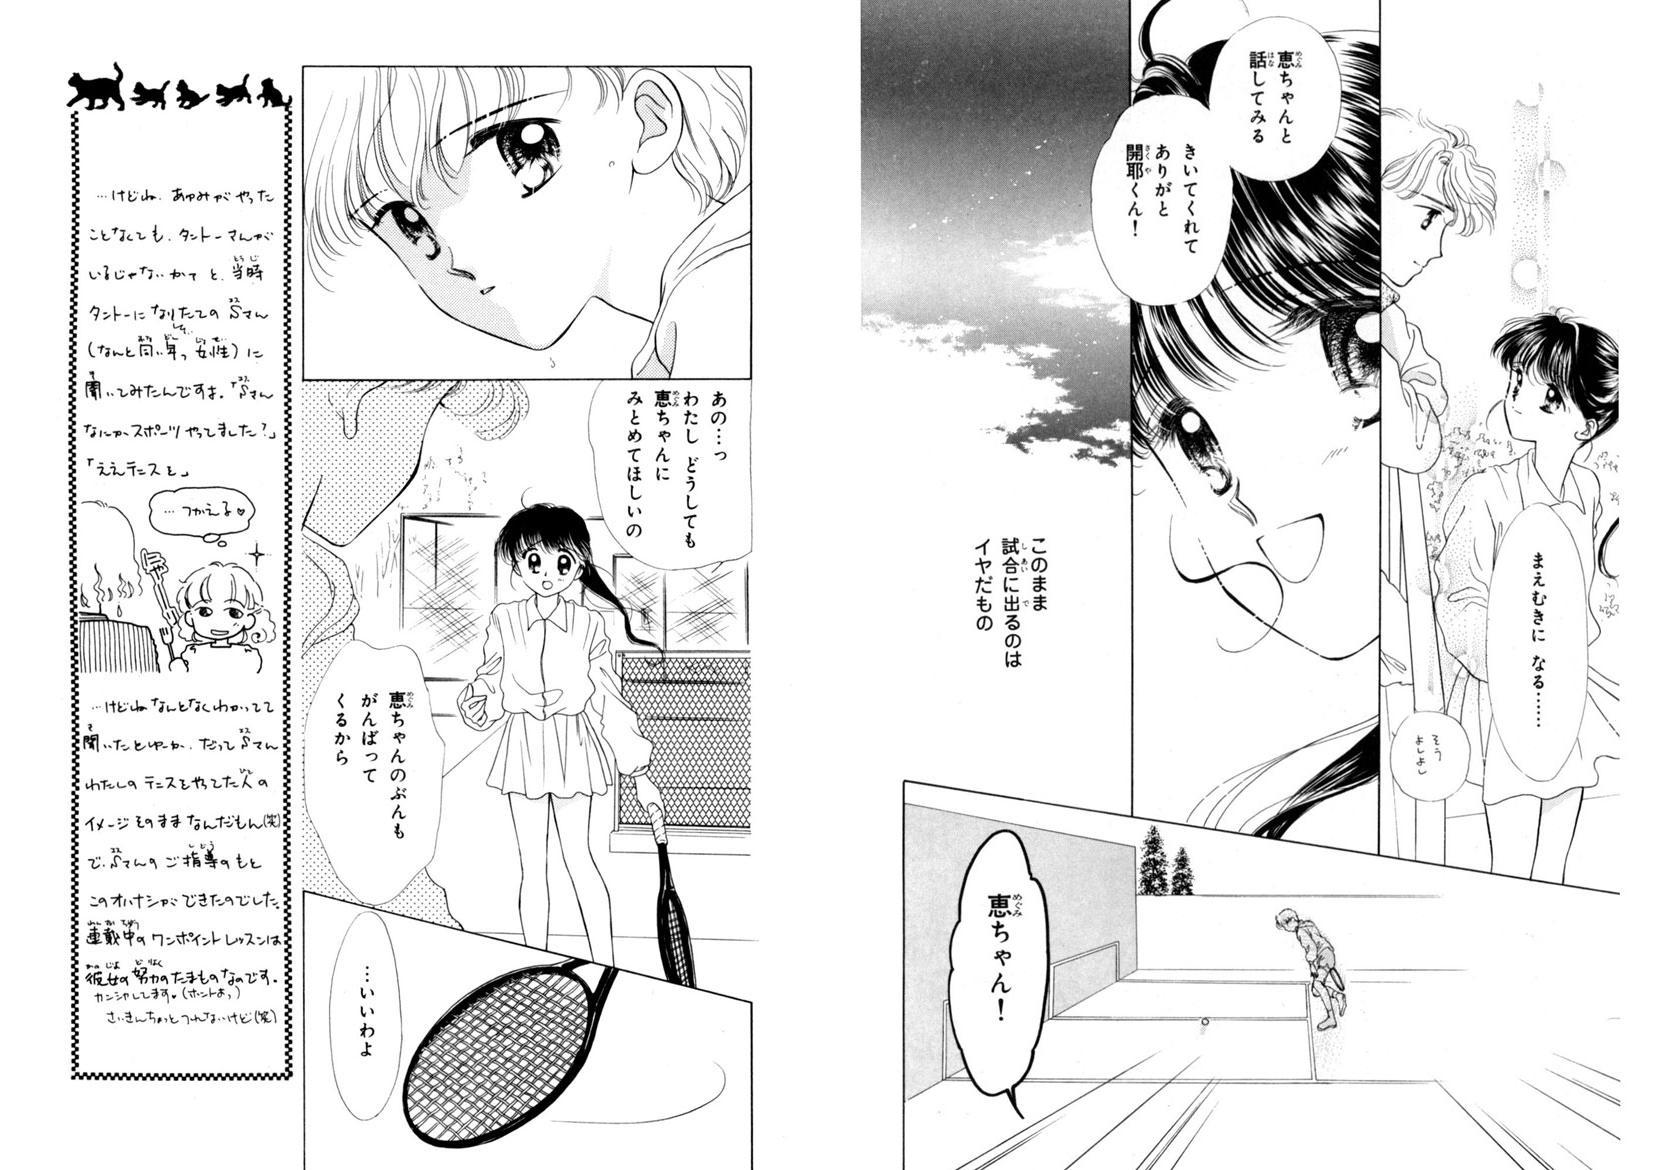 まえむきに なる……
そう
よしよし
恵ちゃんと
話してみる
きいてくれて
ありがと
開耶くん!
このまま
試合に出るのは
イヤだもの
恵ちゃん!
あの…っ
わたし どうしても
恵ちゃんに
みとめてほしいの
恵ちゃんのぶんも
がんばって
くるから
…いいわよ
…けどね、あゆみがやった
ことなくても、タントーさんが
いるじゃないかって と、当時
タントーになりたての Sさん
(なんと同い年っ 女性)に
聞いてみたんですよ。「Sさん
なにかスポーツやってました?」
「ええテニスを」
…つかえる♡
…けどねなんとなくわかってて
聞いたとゆーか、だって Sさん
わたしの テニスをやってた人の
イメージそのままなんだもん(笑)
で、Sさんのご指導のもと
このオハナシができたのでした。
連載中のワンポイントレッスンは
彼女の努力のたまものなのです。
カンシャしてます。(ホントよっ)
さいきんちょっとつれないけど(笑)